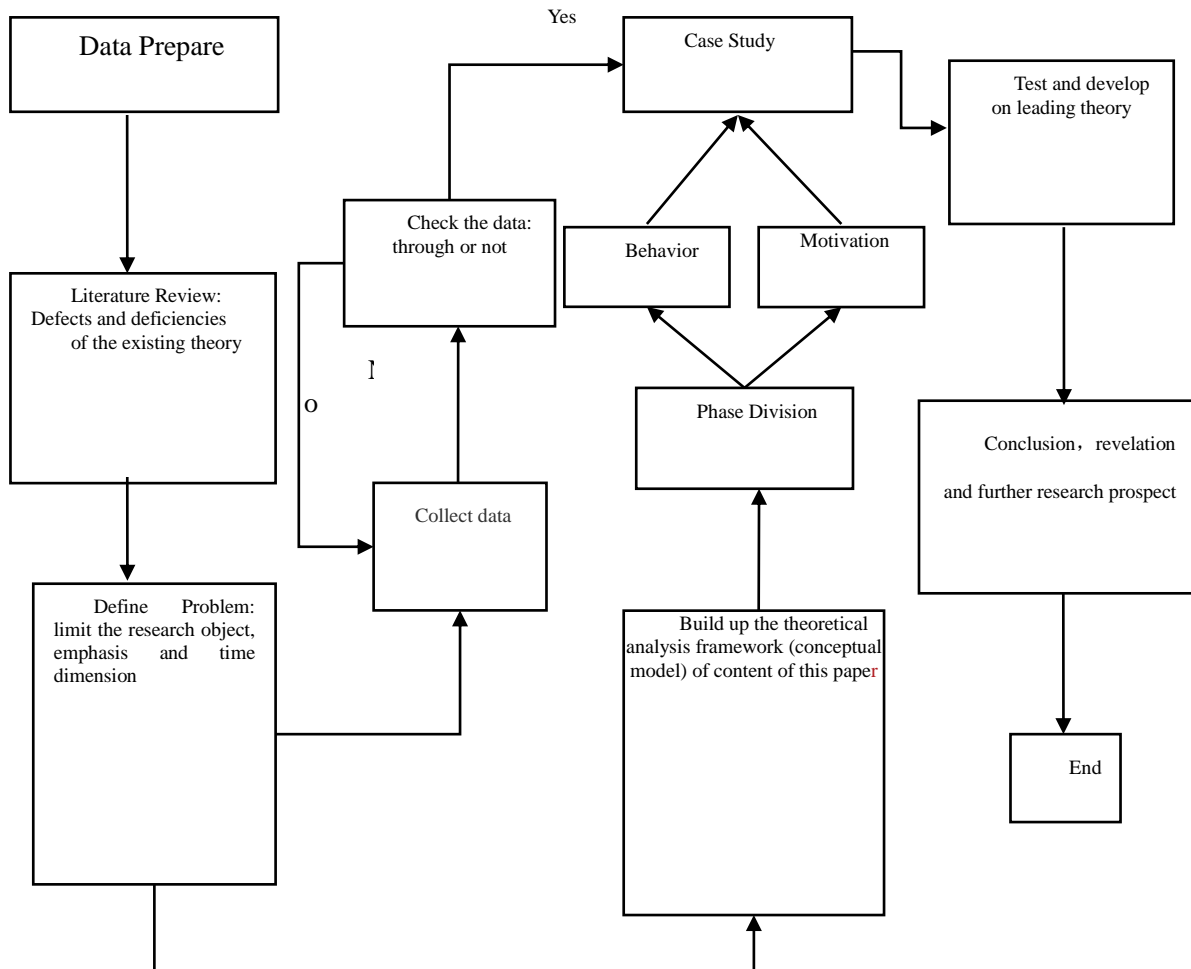 Data Prepare
Literature Review:
Defects and deficiencies
of the existing theory
Define Problem:
limit the research object,
emphasis and time
dimension
Yes
Check the data:
through or not
o
Collect data
Case Study
Behavior
Motivation
Phase Division
Build up the theoretical
analysis framework (conceptual
model) of content of this paper
Test and develop
on leading theory
Conclusion，revelation
and further research prospect
End